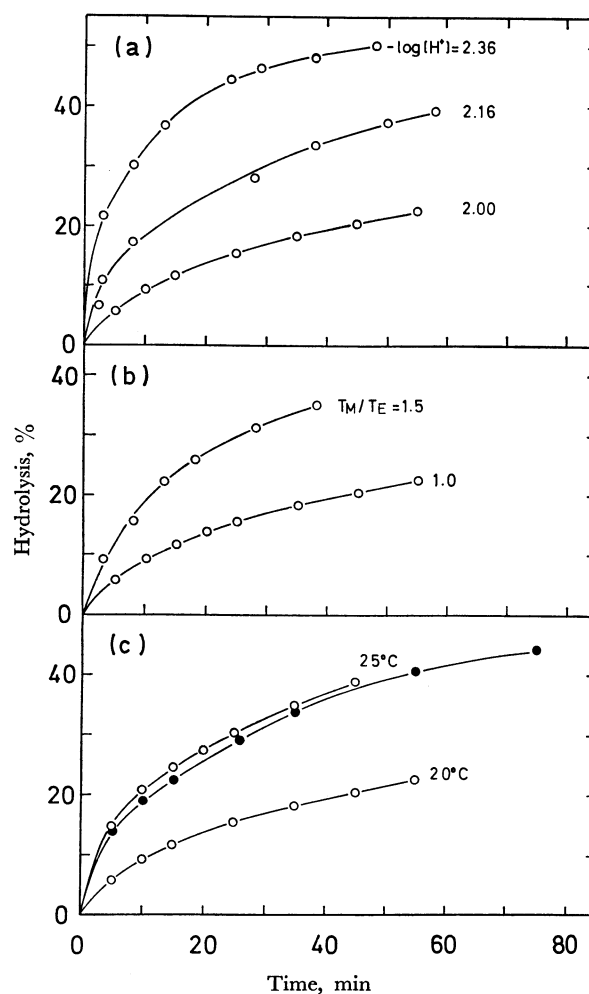 (a)
-log[H⁺]=2.36
2.16
2.00
40
20
0
(b)
TM/TE=1.5
1.0
40
20
0
(c)
25°C
20°C
40
20
0
0 20 40 60 80
Hydrolysis, %
Time, min